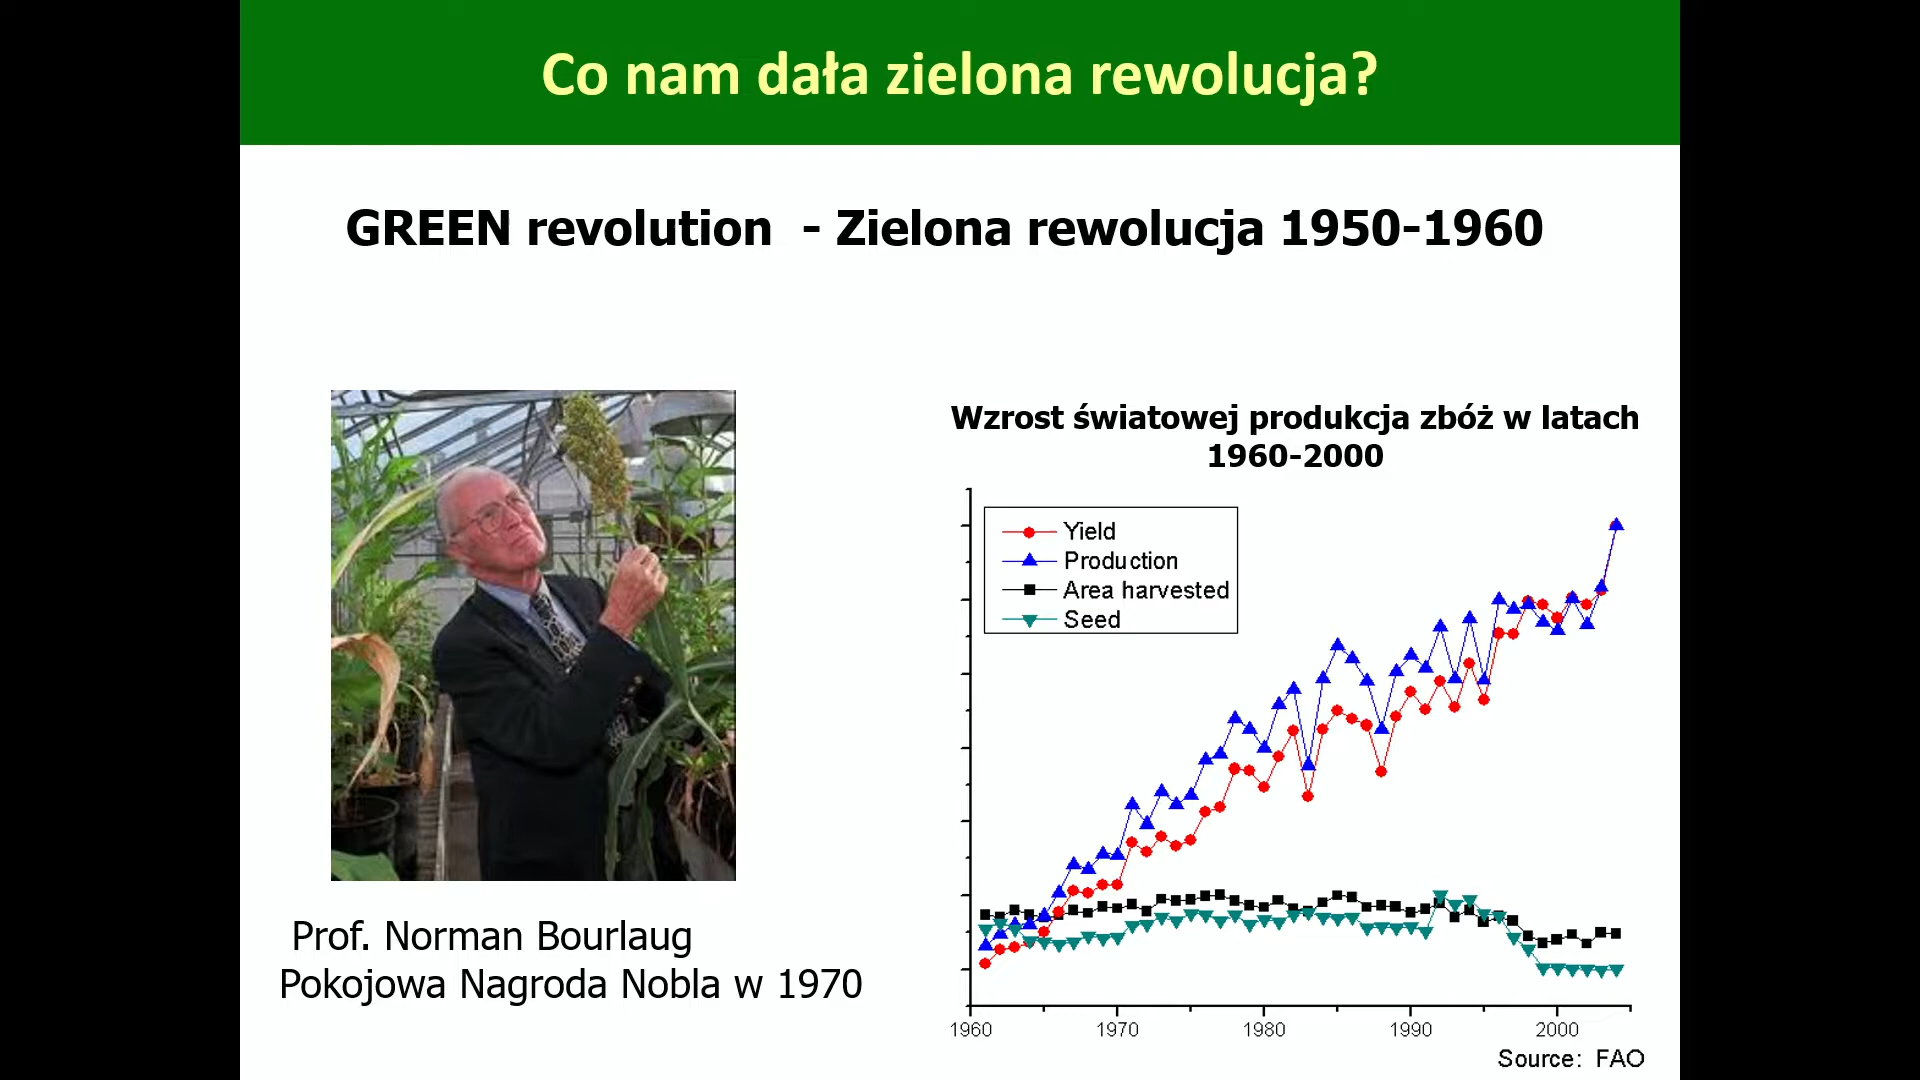 Co nam dała zielona rewolucja?
GREEN revolution - Zielona rewolucja 1950-1960
Wzrost światowej produkcja zbóż w latach
1960-2000
Yield
Production
Area harvested
Seed
1960 1970 1980 1990 2000
Source: FAO
Prof. Norman Bourlaug
Pokojowa Nagroda Nobla w 1970